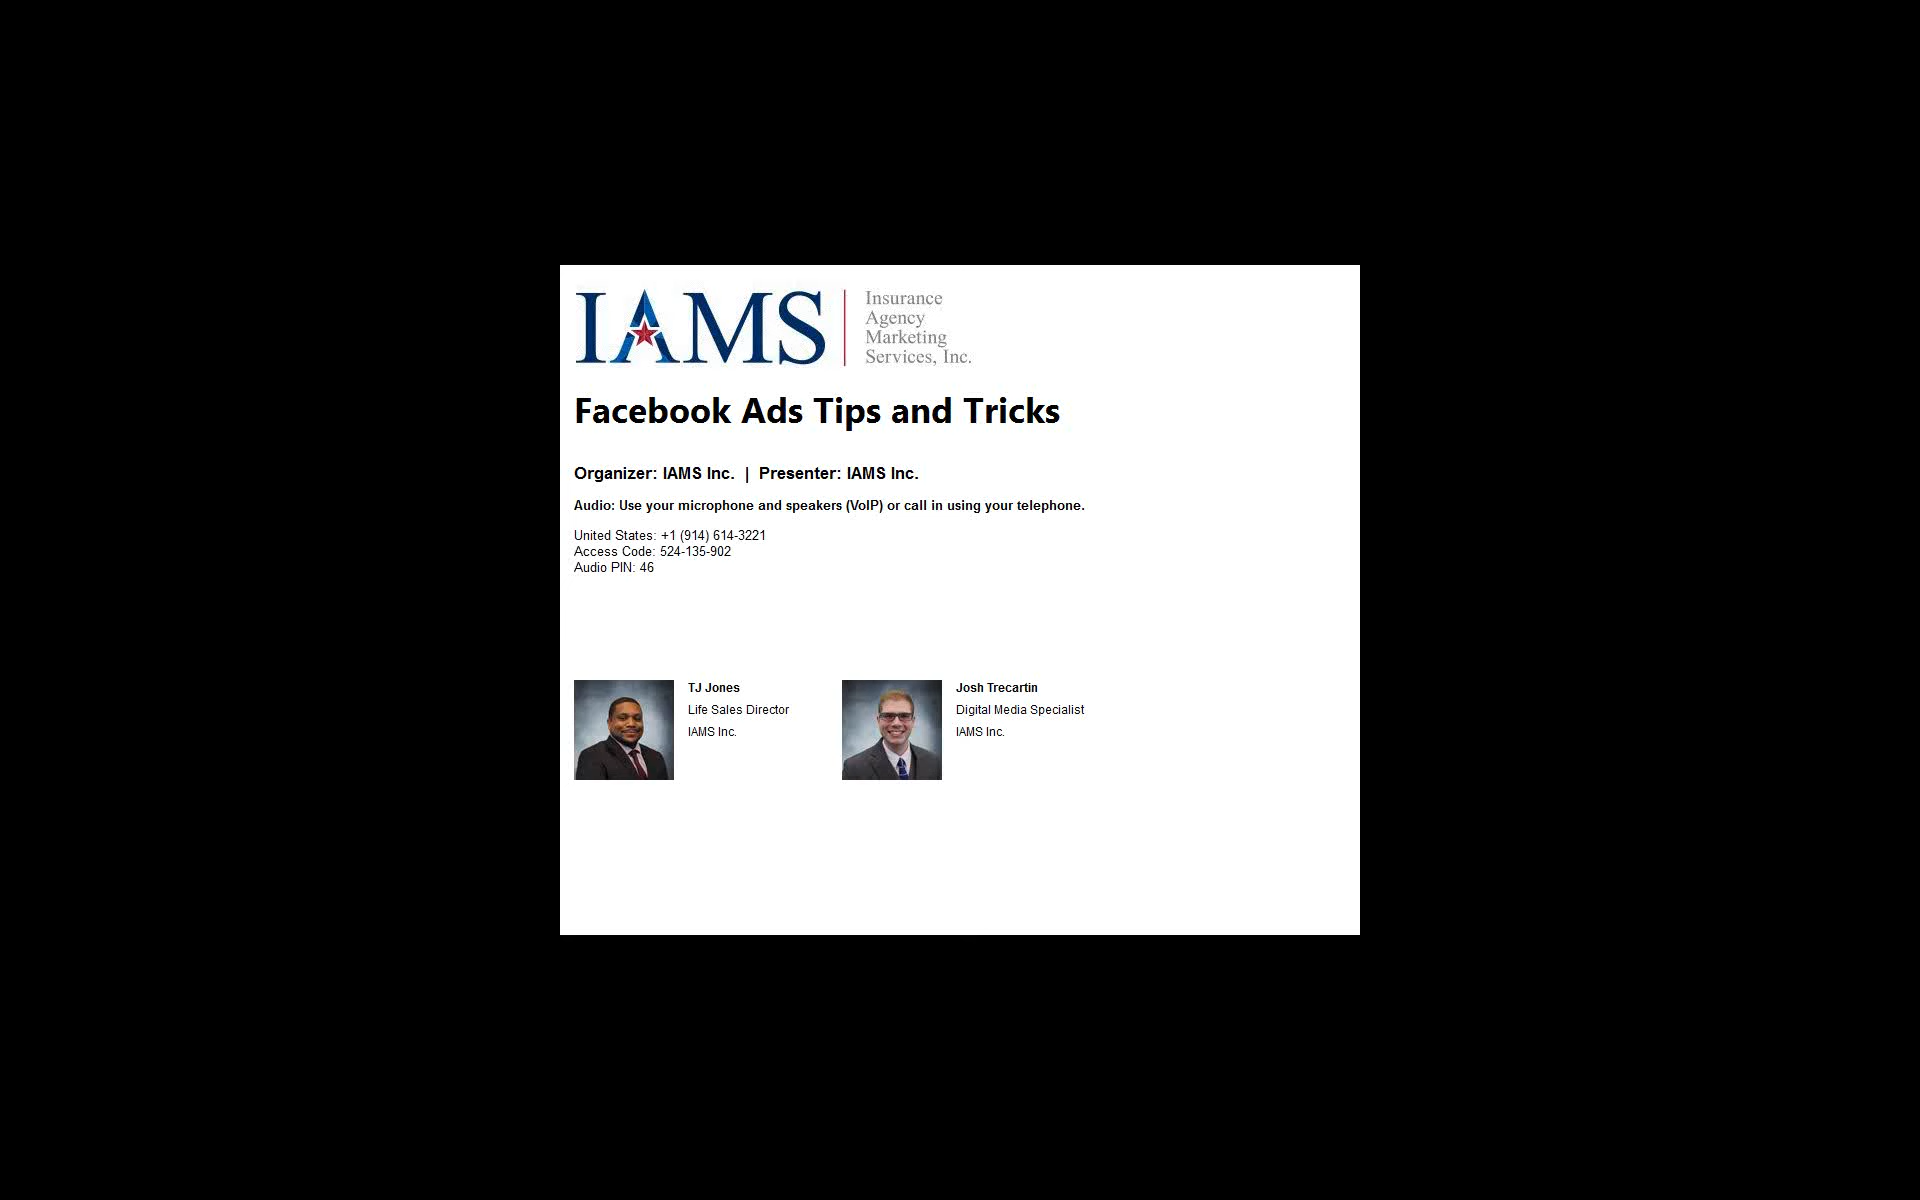 IAMS
Insurance
Agency
Marketing
Services, Inc.
Facebook Ads Tips and Tricks
Organizer: IAMS Inc. | Presenter: IAMS Inc.
Audio: Use your microphone and speakers (VoIP) or call in using your telephone.
United States: +1 (914) 614-3221
Access Code: 524-135-902
Audio PIN: 46
TJ Jones
Life Sales Director
IAMS Inc.
Josh Trecartin
Digital Media Specialist
IAMS Inc.